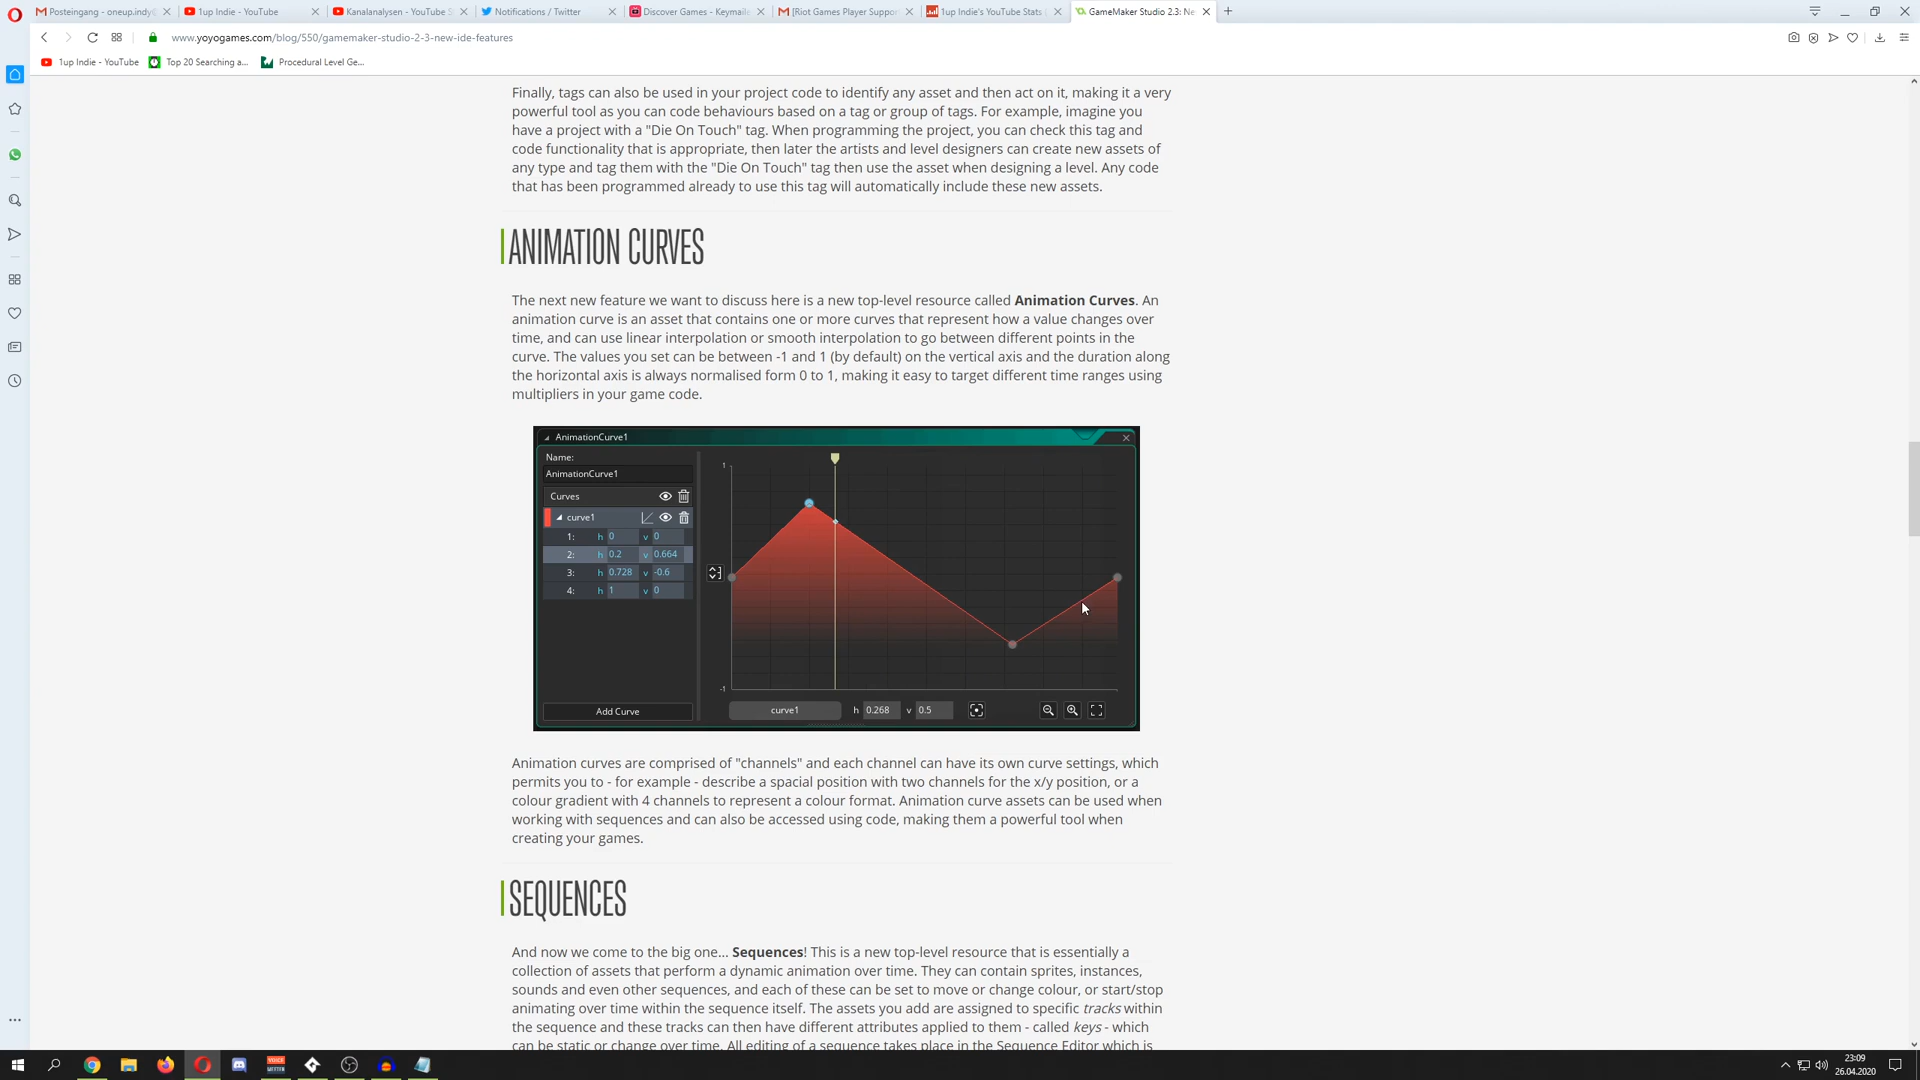 Posteingang - oneup.indy@
1up Indie - YouTube
Kanalanalysen - YouTube S
Notifications / Twitter
Discover Games - Keymaile
[Riot Games Player Suppor
1up Indie's YouTube Stats (
GameMaker Studio 2.3: Ne
www.yoyogames.com/blog/550/gamemaker-studio-2-3-new-ide-features
1up Indie - YouTube
Top 20 Searching a...
Procedural Level Ge...
Finally, tags can also be used in your project code to identify any asset and then act on it, making it a very
powerful tool as you can code behaviours based on a tag or group of tags. For example, imagine you
have a project with a "Die On Touch" tag. When programming the project, you can check this tag and
code functionality that is appropriate, then later the artists and level designers can create new assets of
any type and tag them with the "Die On Touch" tag then use the asset when designing a level. Any code
that has been programmed already to use this tag will automatically include these new assets.
ANIMATION CURVES
The next new feature we want to discuss here is a new top-level resource called Animation Curves. An
animation curve is an asset that contains one or more curves that represent how a value changes over
time, and can use linear interpolation or smooth interpolation to go between different points in the
curve. The values you set can be between -1 and 1 (by default) on the vertical axis and the duration along
the horizontal axis is always normalised form 0 to 1, making it easy to target different time ranges using
multipliers in your game code.
AnimationCurve1
Name:
AnimationCurve1
Curves
curve1
1: h 0 v 0
2: h 0.2 v 0.664
3: h 0.728 v -0.6
4: h 1 v 0
Add Curve
1
-1
curve1 h 0.268 v 0.5
Animation curves are comprised of "channels" and each channel can have its own curve settings, which
permits you to - for example - describe a spacial position with two channels for the x/y position, or a
colour gradient with 4 channels to represent a colour format. Animation curve assets can be used when
working with sequences and can also be accessed using code, making them a powerful tool when
creating your games.
SEQUENCES
And now we come to the big one... Sequences! This is a new top-level resource that is essentially a
collection of assets that perform a dynamic animation over time. They can contain sprites, instances,
sounds and even other sequences, and each of these can be set to move or change colour, or start/stop
animating over time within the sequence itself. The assets you add are assigned to specific tracks within
the sequence and these tracks can then have different attributes applied to them - called keys - which
can be static or change over time. All editing of a sequence takes place in the Sequence Editor which is
23:09
26.04.2020